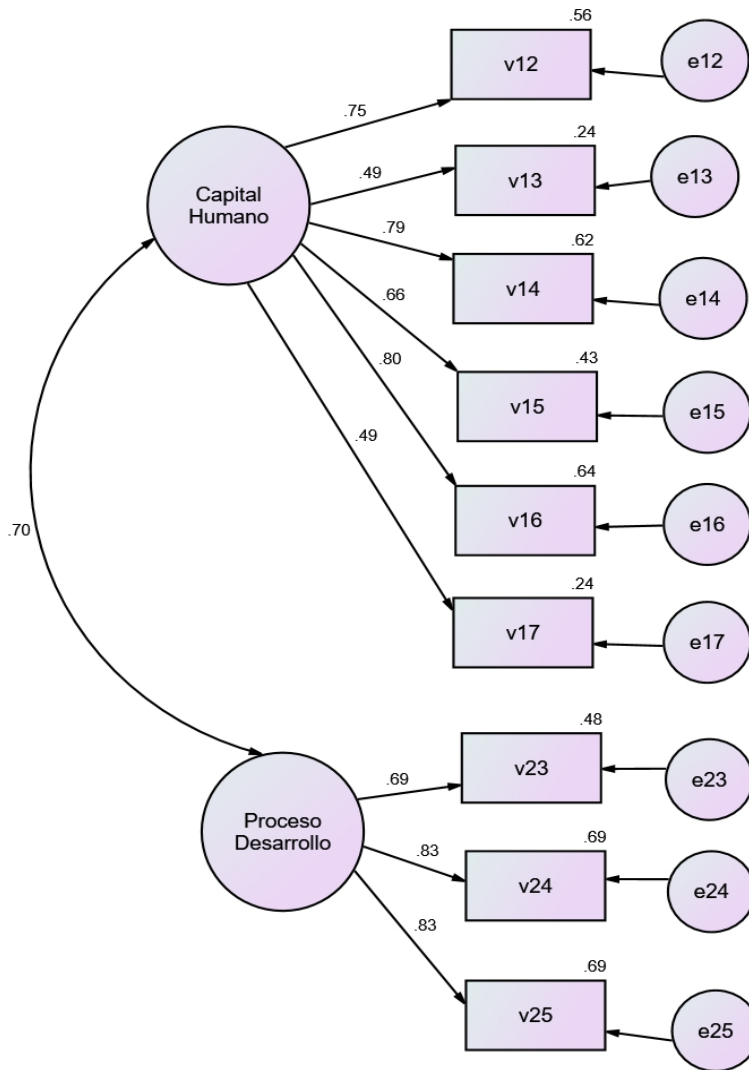 .56
v12
e12
.75
.24
v13
e13
.49
Capital
Humano
.79
.62
v14
e14
.66
.43
v15
e15
.80
.49
.64
v16
e16
.70
.24
v17
e17
.48
v23
e23
.69
Proceso
Desarrollo
.83
.69
v24
e24
.83
.69
v25
e25